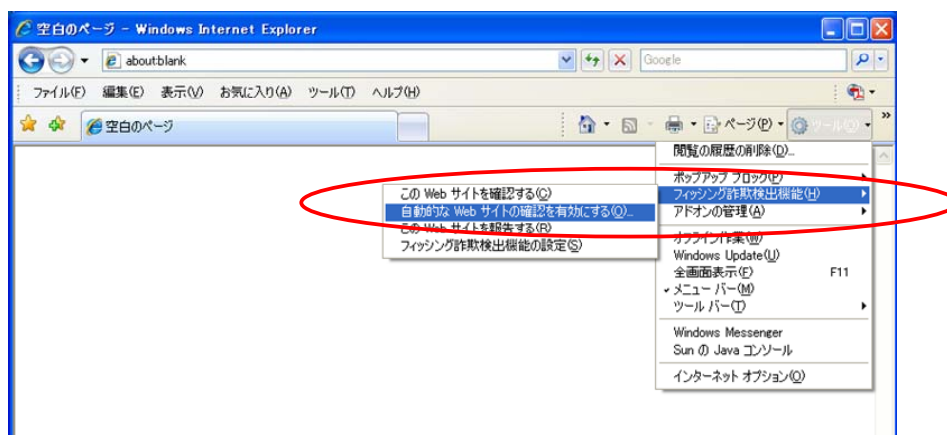 空白のページ - Windows Internet Explorer
about:blank
Google
ファイル(F) 編集(E) 表示(V) お気に入り(A) ツール(T) ヘルプ(H)
空白のページ
ページ(P)
ツール(O)
閲覧の履歴の削除(D)...
ポップアップ ブロック(P)
フィッシング詐欺検出機能(H)
アドオンの管理(A)
オフライン作業(W)
Windows Update(U)
全画面表示(F) F11
メニュー バー(M)
ツール バー(T)
Windows Messenger
Sun の Java コンソール
インターネット オプション(O)
この Web サイトを確認する(C)
自動的な Web サイトの確認を有効にする(O)...
この Web サイトを報告する(R)
フィッシング詐欺検出機能の設定(S)